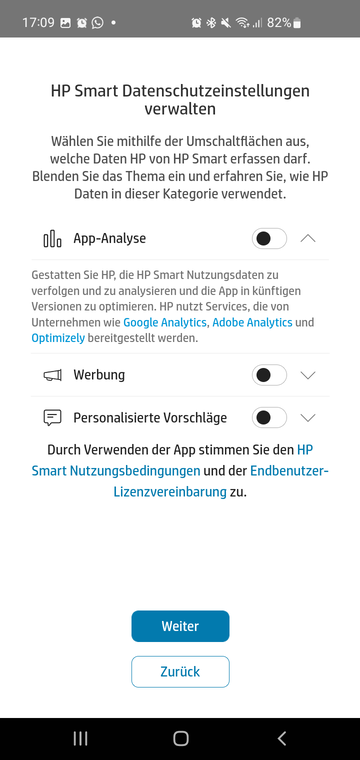 17:09 82%
HP Smart Datenschutzeinstellungen
verwalten
Wählen Sie mithilfe der Umschaltflächen aus,
welche Daten HP von HP Smart erfassen darf.
Blenden Sie das Thema ein und erfahren Sie, wie HP
Daten in dieser Kategorie verwendet.
App-Analyse
Gestatten Sie HP, die HP Smart Nutzungsdaten zu
verfolgen und zu analysieren und die App in künftigen
Versionen zu optimieren. HP nutzt Services, die von
Unternehmen wie Google Analytics, Adobe Analytics und
Optimizely bereitgestellt werden.
Werbung
Personalisierte Vorschläge
Durch Verwenden der App stimmen Sie den HP
Smart Nutzungsbedingungen und der Endbenutzer-
Lizenzvereinbarung zu.
Weiter
Zurück